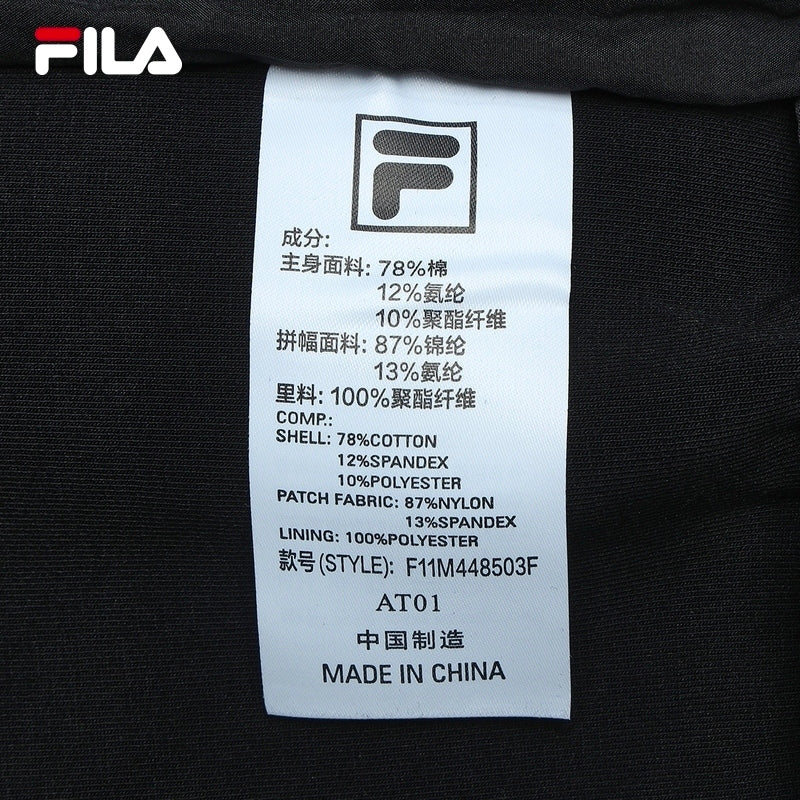 FILA
F
成分:
主身面料: 78%棉
12%氨纶
10%聚酯纤维
拼幅面料: 87%锦纶
13%氨纶
里料: 100%聚酯纤维
COMP.:
SHELL: 78%COTTON
12%SPANDEX
10%POLYESTER
PATCH FABRIC: 87%NYLON
13%SPANDEX
LINING: 100%POLYESTER
款号(STYLE): F11M448503F
AT01
中国制造
MADE IN CHINA